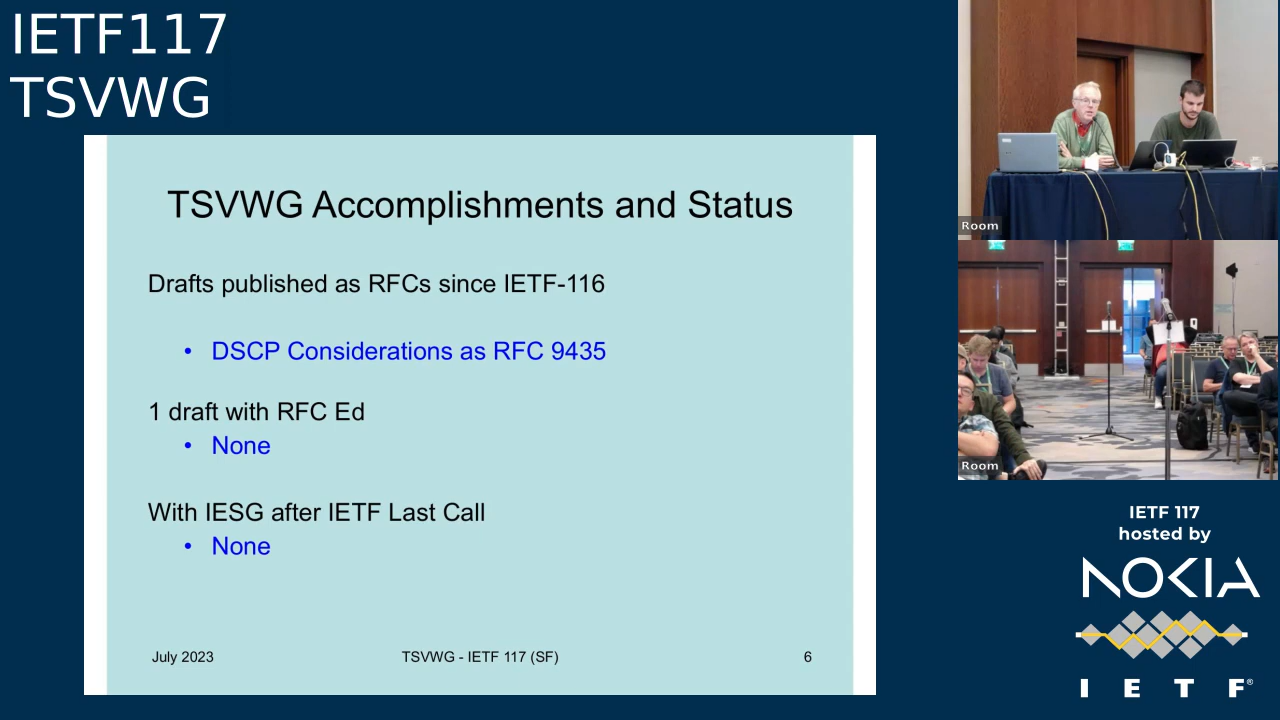 IETF117
TSVWG
TSVWG Accomplishments and Status
Drafts published as RFCs since IETF-116
• DSCP Considerations as RFC 9435
1 draft with RFC Ed
• None
With IESG after IETF Last Call
• None
July 2023
TSVWG - IETF 117 (SF)
6
Room
Room
IETF 117
hosted by
NOKIA
I E T F®